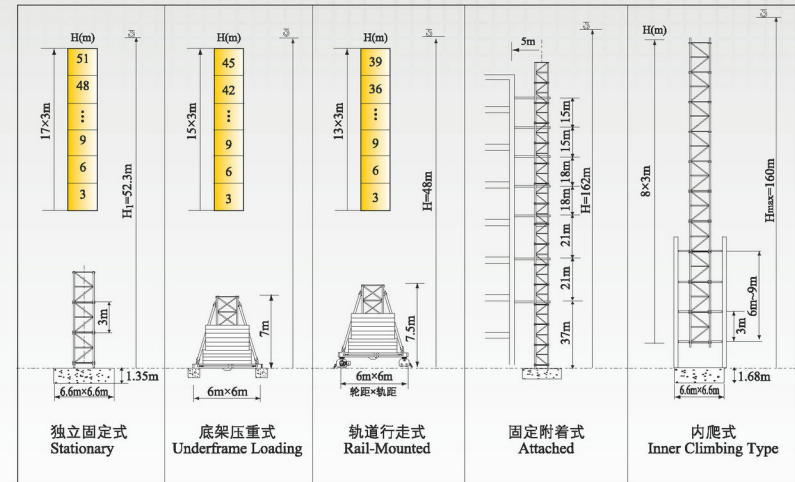 H(m)
51
48
⋮
9
6
3
17×3m
H₁=52.3m
3m
1.35m
6.6m×6.6m
独立固定式
Stationary
H(m)
45
42
⋮
9
6
3
15×3m
7m
6m×6m
底架压重式
Underframe Loading
H(m)
39
36
⋮
9
6
3
13×3m
H=48m
7.5m
6m×6m
轮距×轨距
轨道行走式
Rail-Mounted
5m
15m
15m
18m
18m
21m
21m
37m
H=162m
固定附着式
Attached
H(m)
8×3m
Hmax=160m
6m~9m
3m
1.68m
6.6m×6.6m
内爬式
Inner Climbing Type